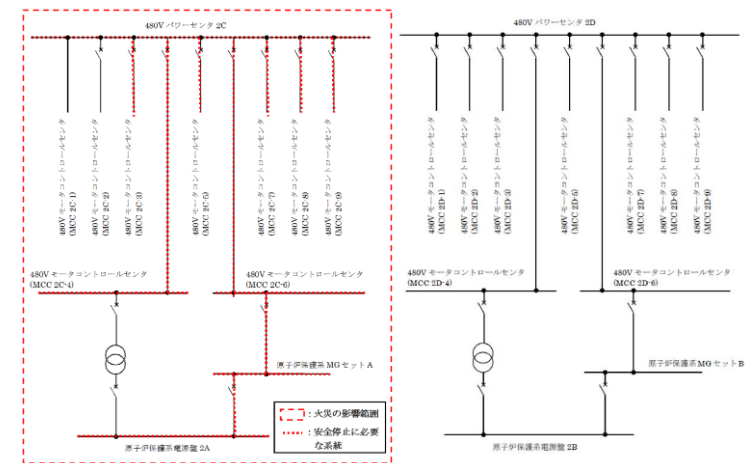 480V パワーセンタ 2C
480V モータコントロールセンタ
(MCC 2C-1)
480V モータコントロールセンタ
(MCC 2C-2)
480V モータコントロールセンタ
(MCC 2C-3)
480V モータコントロールセンタ
(MCC 2C-5)
480V モータコントロールセンタ
(MCC 2C-7)
480V モータコントロールセンタ
(MCC 2C-8)
480V モータコントロールセンタ
(MCC 2C-9)
480V モータコントロールセンタ
(MCC 2C-4)
480V モータコントロールセンタ
(MCC 2C-6)
原子炉保護系 MG セット A
原子炉保護系電源盤 2A
:火災の影響範囲
:安全停止に必要
な系統
480V パワーセンタ 2D
480V モータコントロールセンタ
(MCC 2D-1)
480V モータコントロールセンタ
(MCC 2D-2)
480V モータコントロールセンタ
(MCC 2D-3)
480V モータコントロールセンタ
(MCC 2D-5)
480V モータコントロールセンタ
(MCC 2D-7)
480V モータコントロールセンタ
(MCC 2D-8)
480V モータコントロールセンタ
(MCC 2D-9)
480V モータコントロールセンタ
(MCC 2D-4)
480V モータコントロールセンタ
(MCC 2D-6)
原子炉保護系 MG セット B
原子炉保護系電源盤 2B